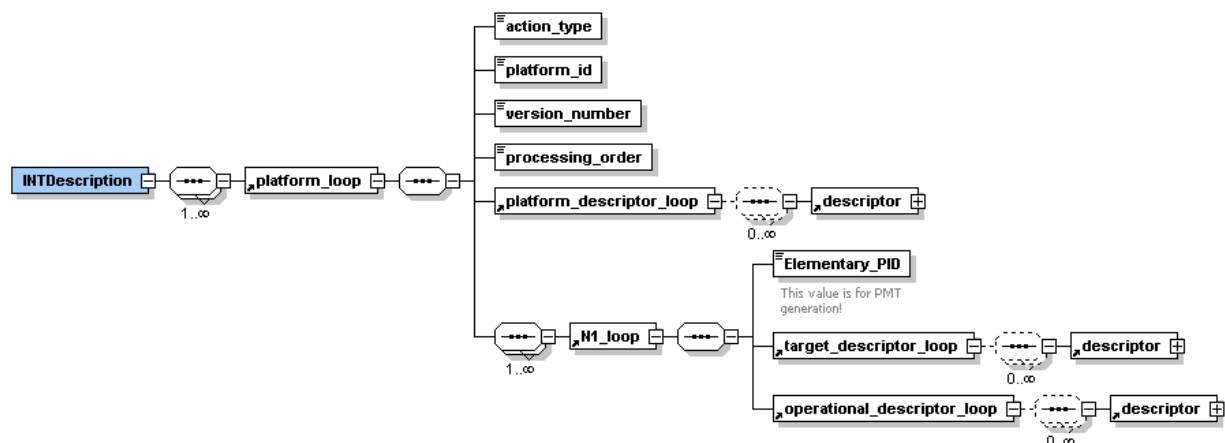 action_type
platform_id
version_number
processing_order
INTDescription
platform_loop
1..∞
platform_descriptor_loop
descriptor
0..∞
Elementary_PID
This value is for PMT
generation!
N1_loop
1..∞
target_descriptor_loop
descriptor
0..∞
operational_descriptor_loop
descriptor
0..∞